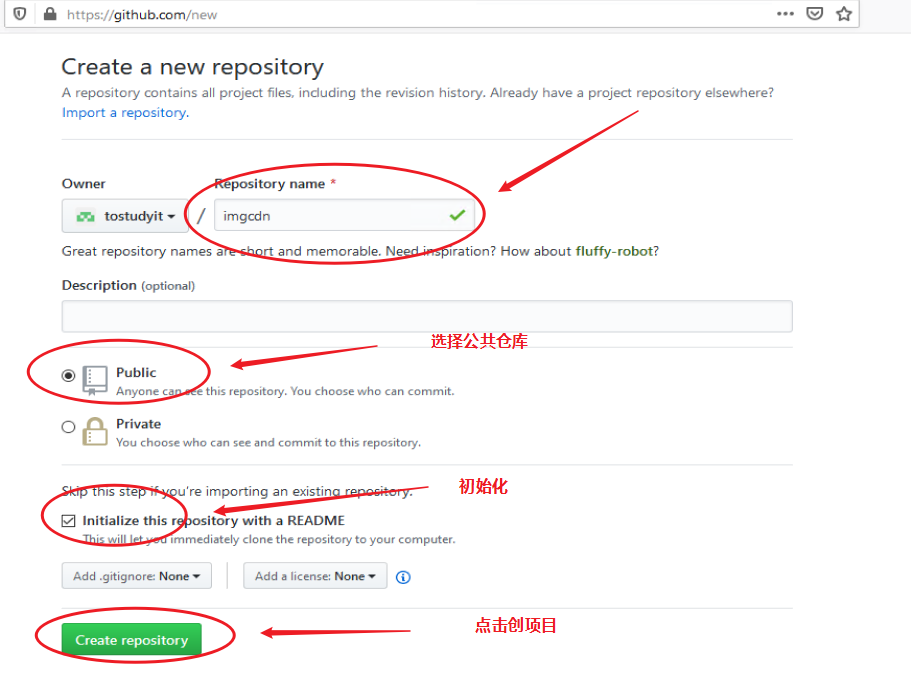 https://github.com/new
Create a new repository
A repository contains all project files, including the revision history. Already have a project repository elsewhere?
Import a repository.
Owner
Repository name *
tostudyit / imgcdn
Great repository names are short and memorable. Need inspiration? How about fluffy-robot?
Description (optional)
选择公共仓库
Public
Anyone can see this repository. You choose who can commit.
Private
You choose who can see and commit to this repository.
Skip this step if you're importing an existing repository.
初始化
Initialize this repository with a README
This will let you immediately clone the repository to your computer.
Add .gitignore: None
Add a license: None
点击创项目
Create repository